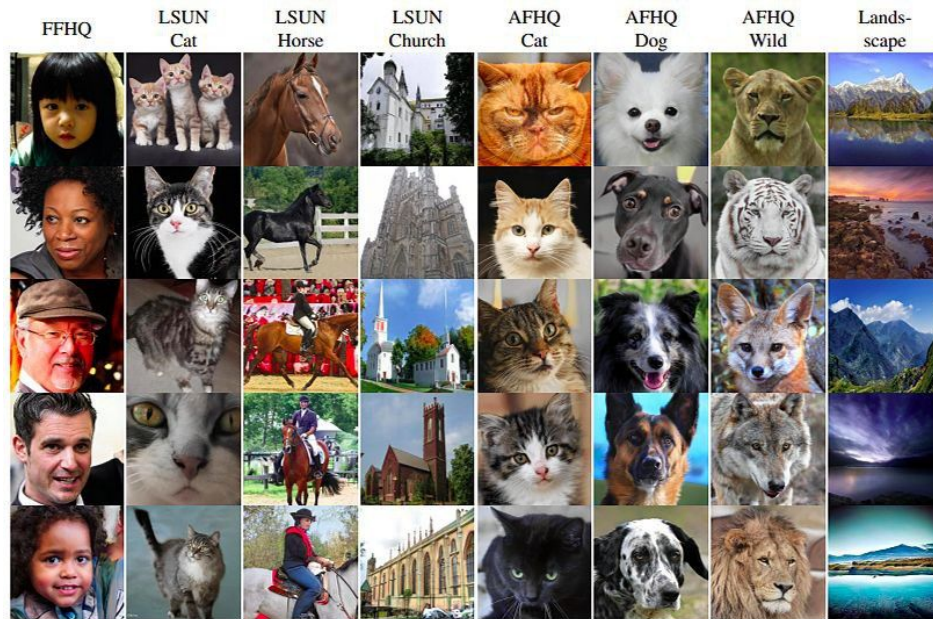 FFHQ
LSUN
Cat
LSUN
Horse
LSUN
Church
AFHQ
Cat
AFHQ
Dog
AFHQ
Wild
Lands-
scape